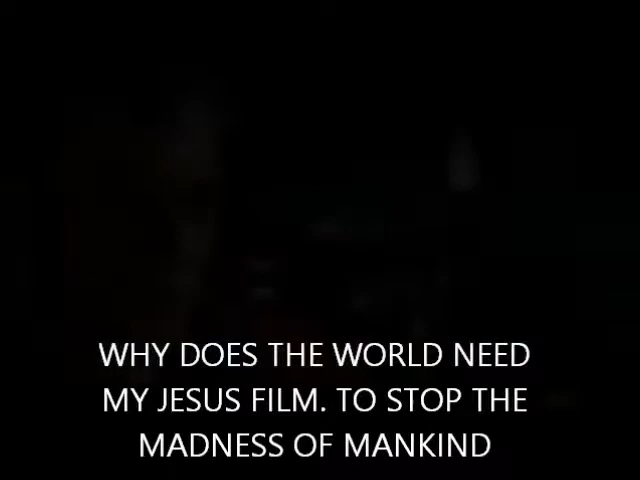 WHY DOES THE WORLD NEED
MY JESUS FILM. TO STOP THE
MADNESS OF MANKIND